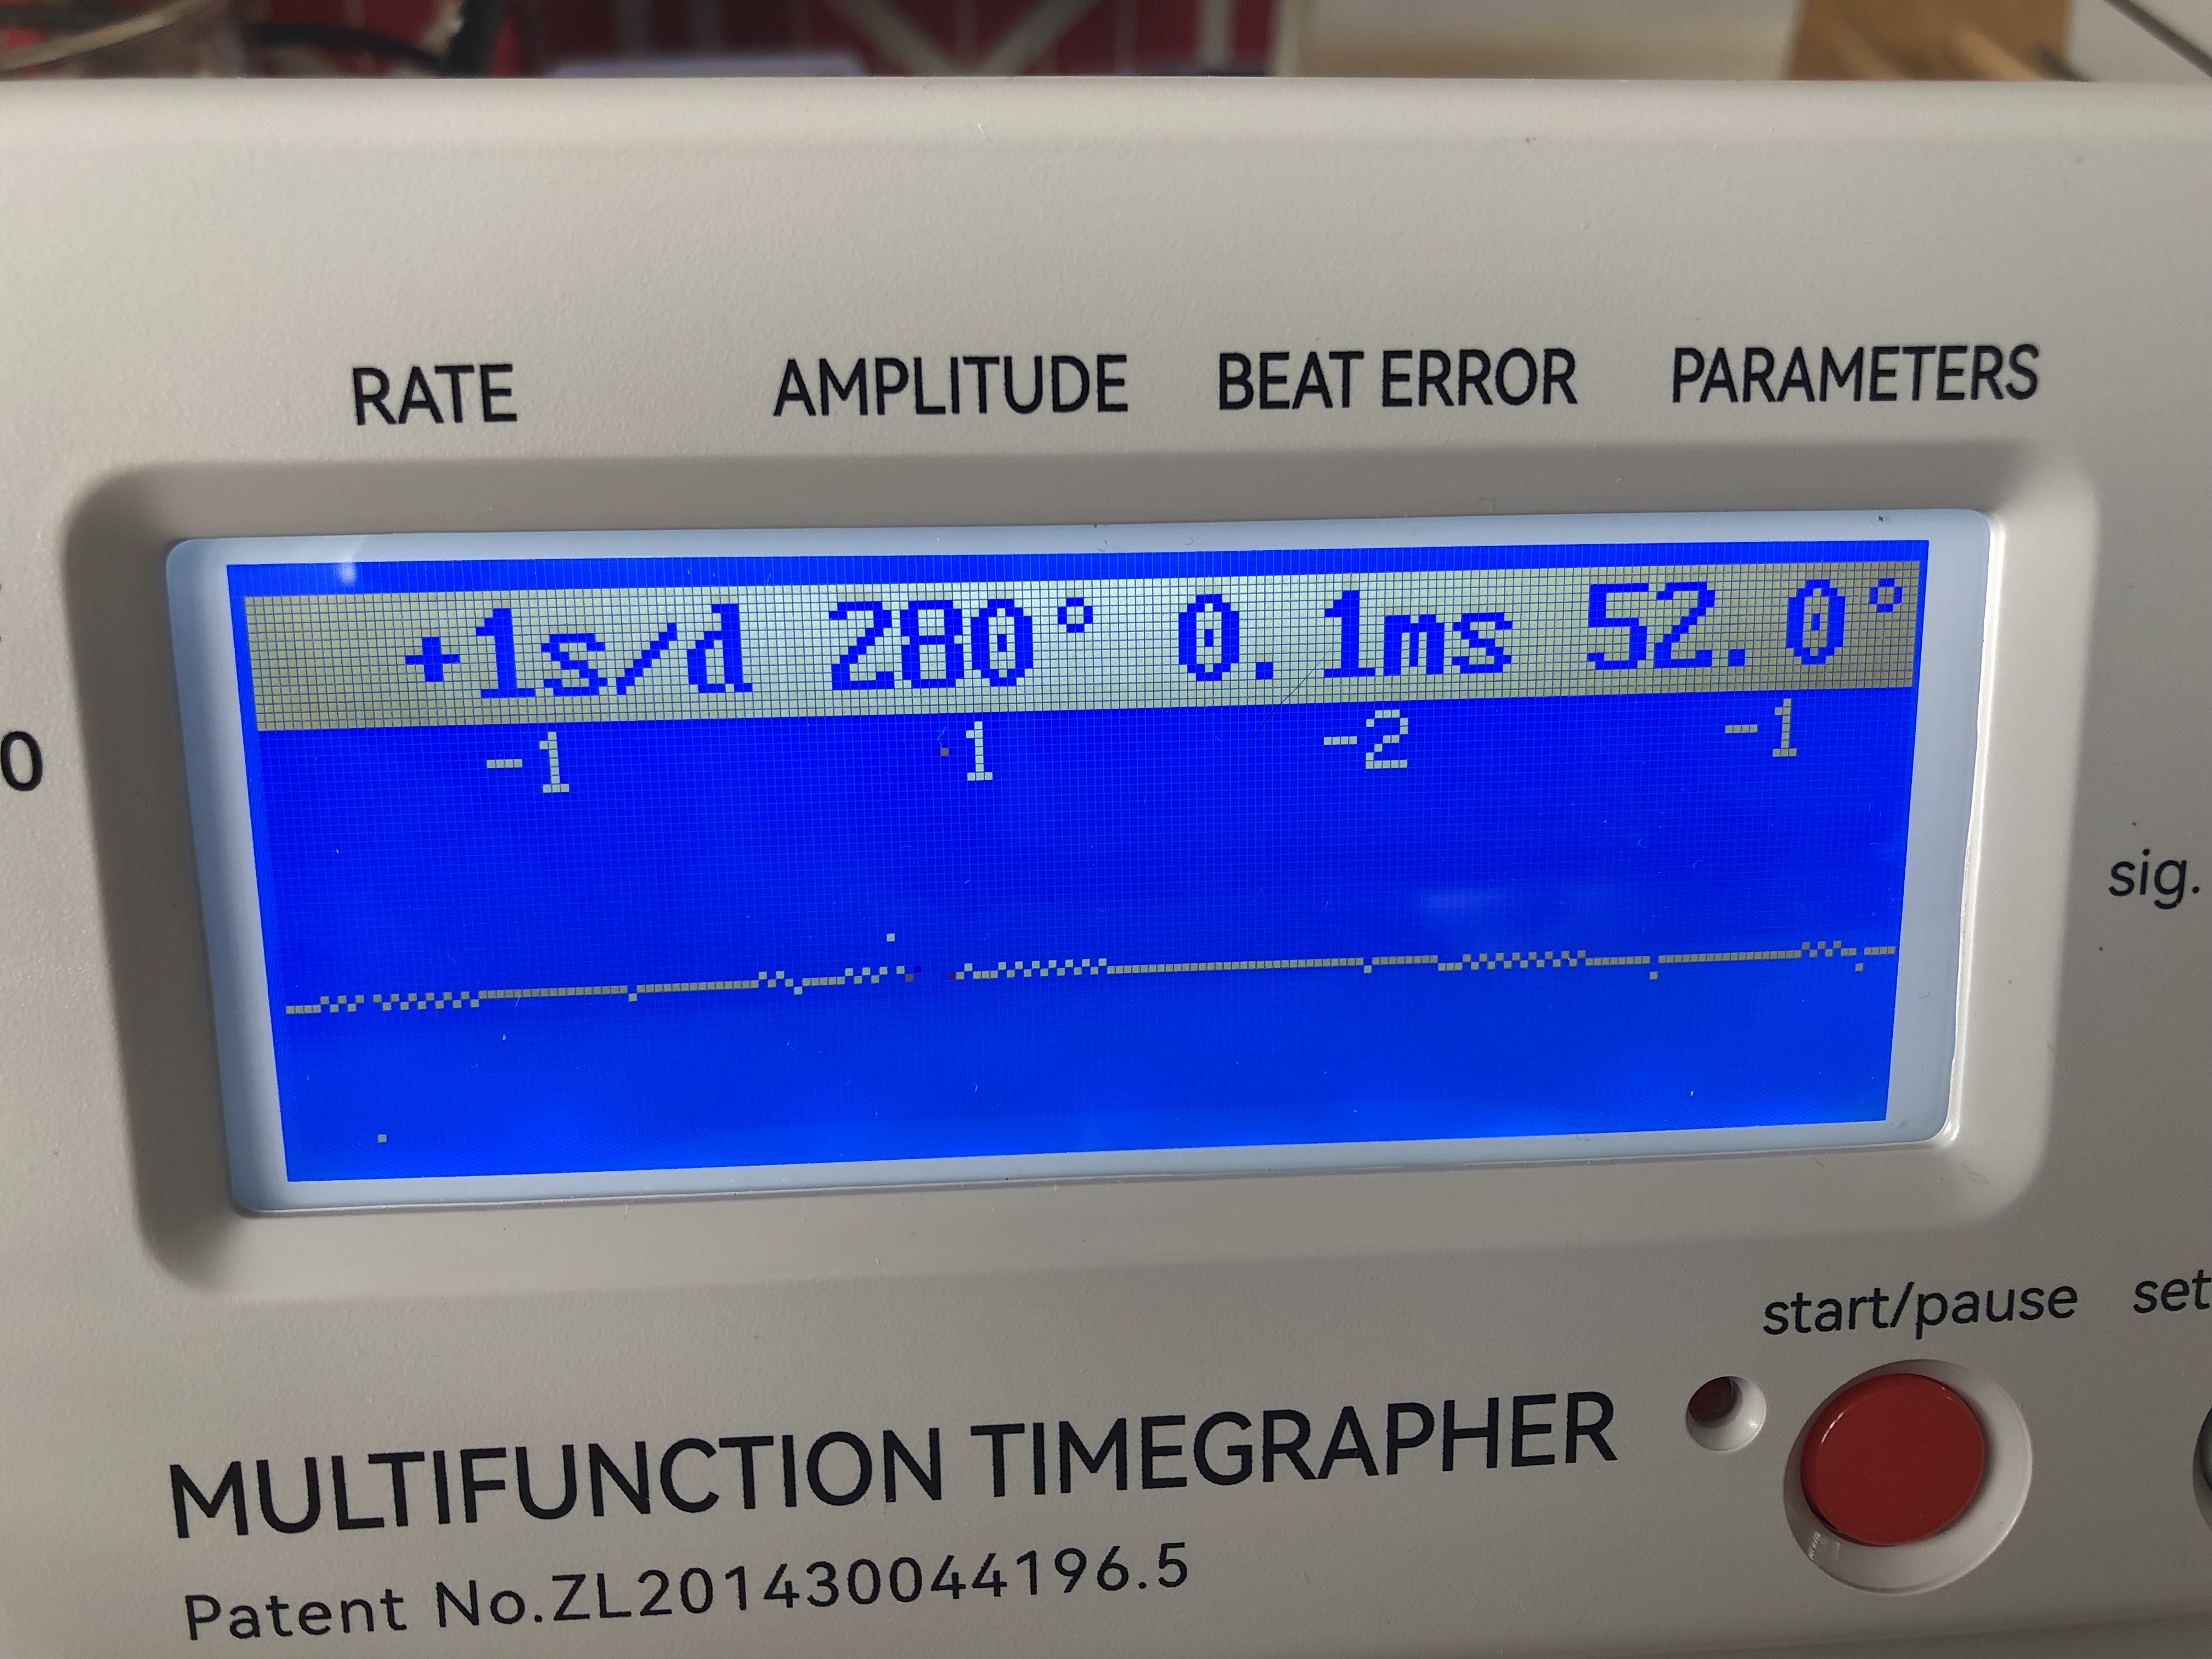 RATE AMPLITUDE BEAT ERROR PARAMETERS
+1s/d 280° 0.1ms 52.0°
-1 1 -2 -1
0
sig.
start/pause set
MULTIFUNCTION TIMEGRAPHER
Patent No.ZL201430044196.5